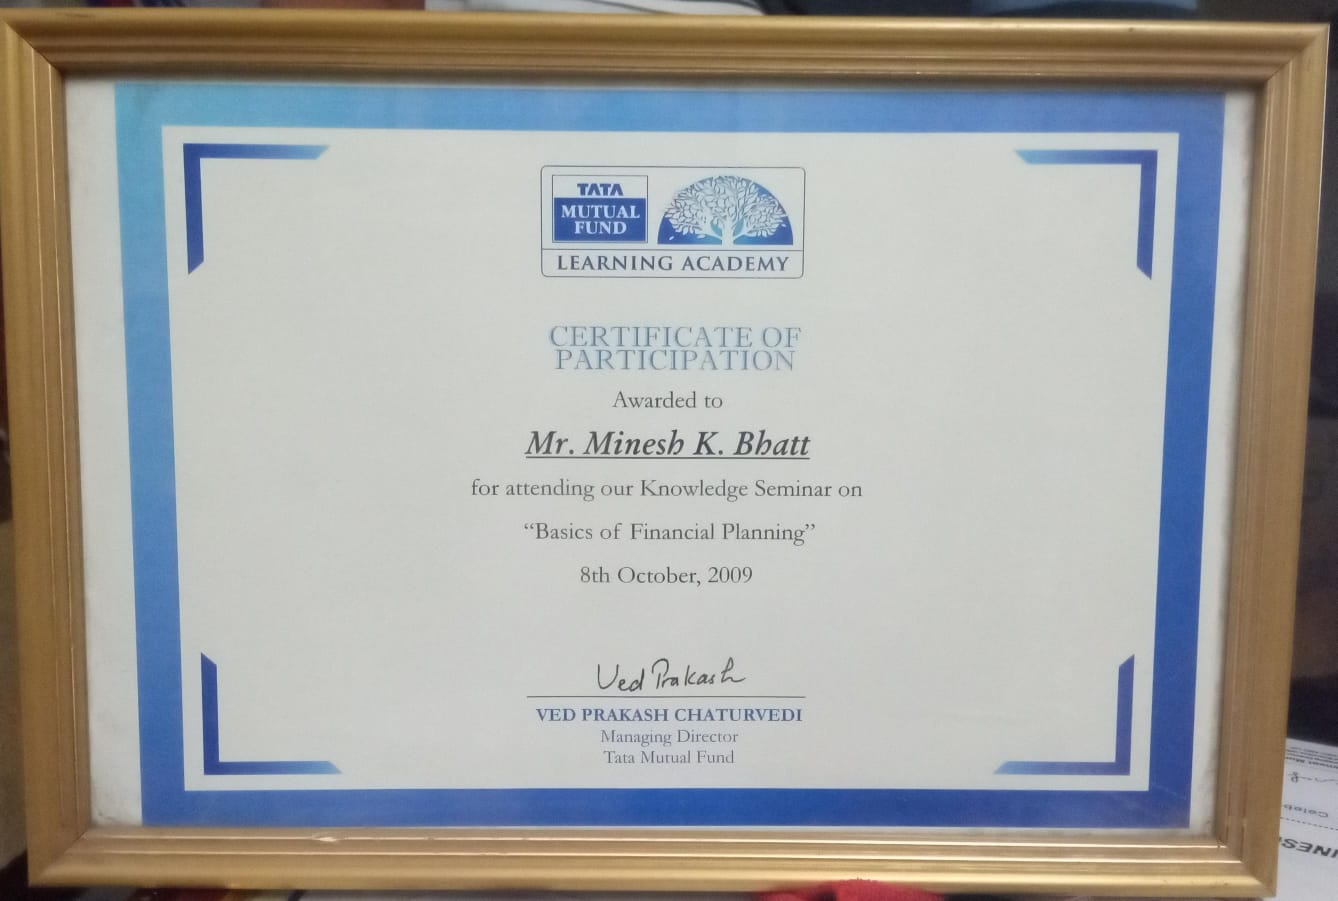 TATA
MUTUAL
FUND
LEARNING ACADEMY
CERTIFICATE OF
PARTICIPATION
Awarded to
Mr. Minesh K. Bhatt
for attending our Knowledge Seminar on
“Basics of Financial Planning”
8th October, 2009
Ved Prakash
VED PRAKASH CHATURVEDI
Managing Director
Tata Mutual Fund